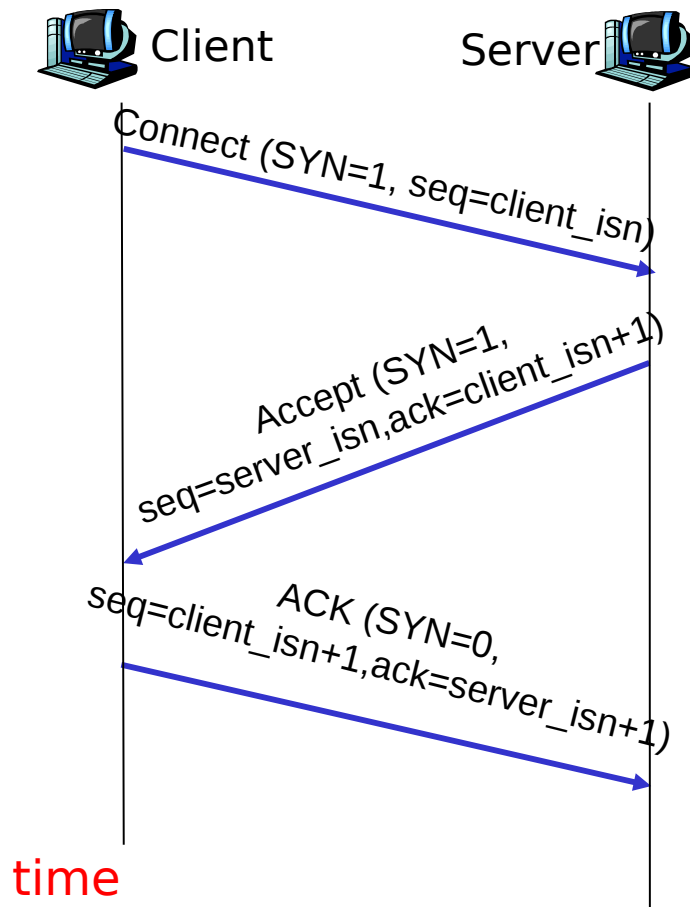 Client
Server
Connect (SYN=1, seq=client_isn)
Accept (SYN=1,
seq=server_isn,ack=client_isn+1)
ACK (SYN=0,
seq=client_isn+1,ack=server_isn+1)
time